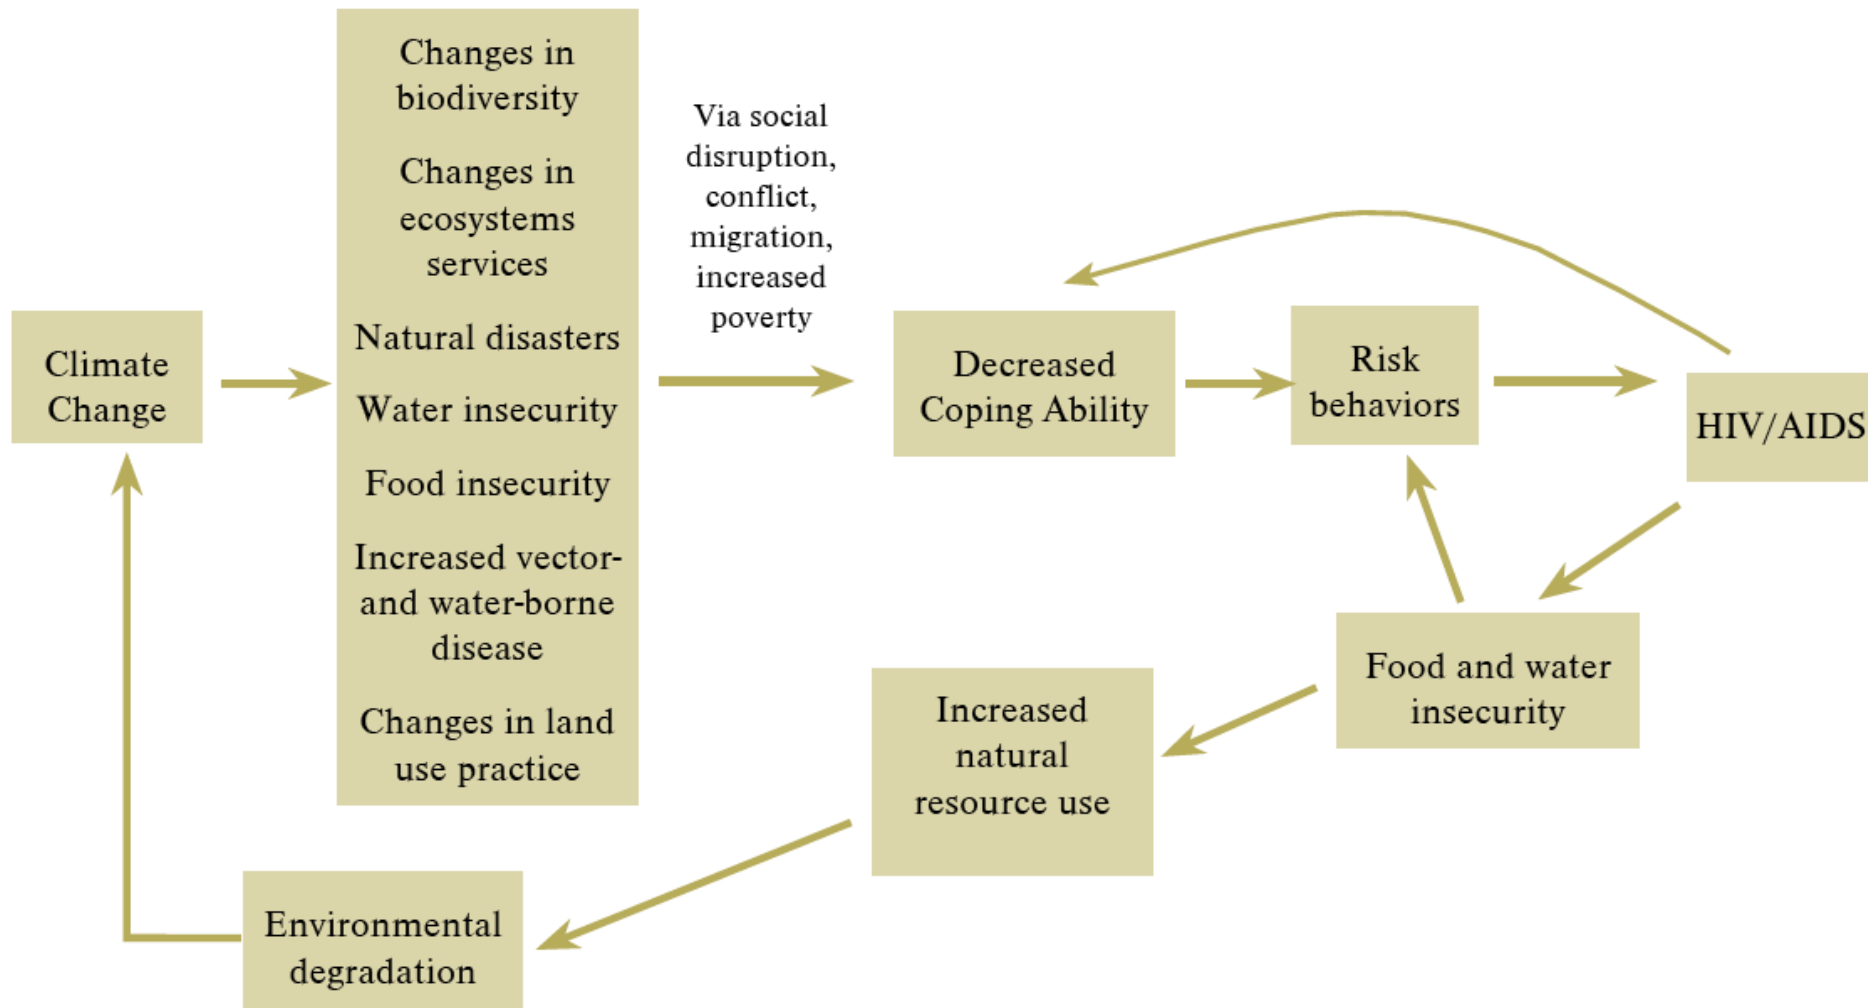 Climate
Change
Changes in
biodiversity
Changes in
ecosystems
services
Natural disasters
Water insecurity
Food insecurity
Increased vector-
and water-borne
disease
Changes in land
use practice
Via social
disruption,
conflict,
migration,
increased
poverty
Decreased
Coping Ability
Risk
behaviors
HIV/AIDS
Food and water
insecurity
Increased
natural
resource use
Environmental
degradation